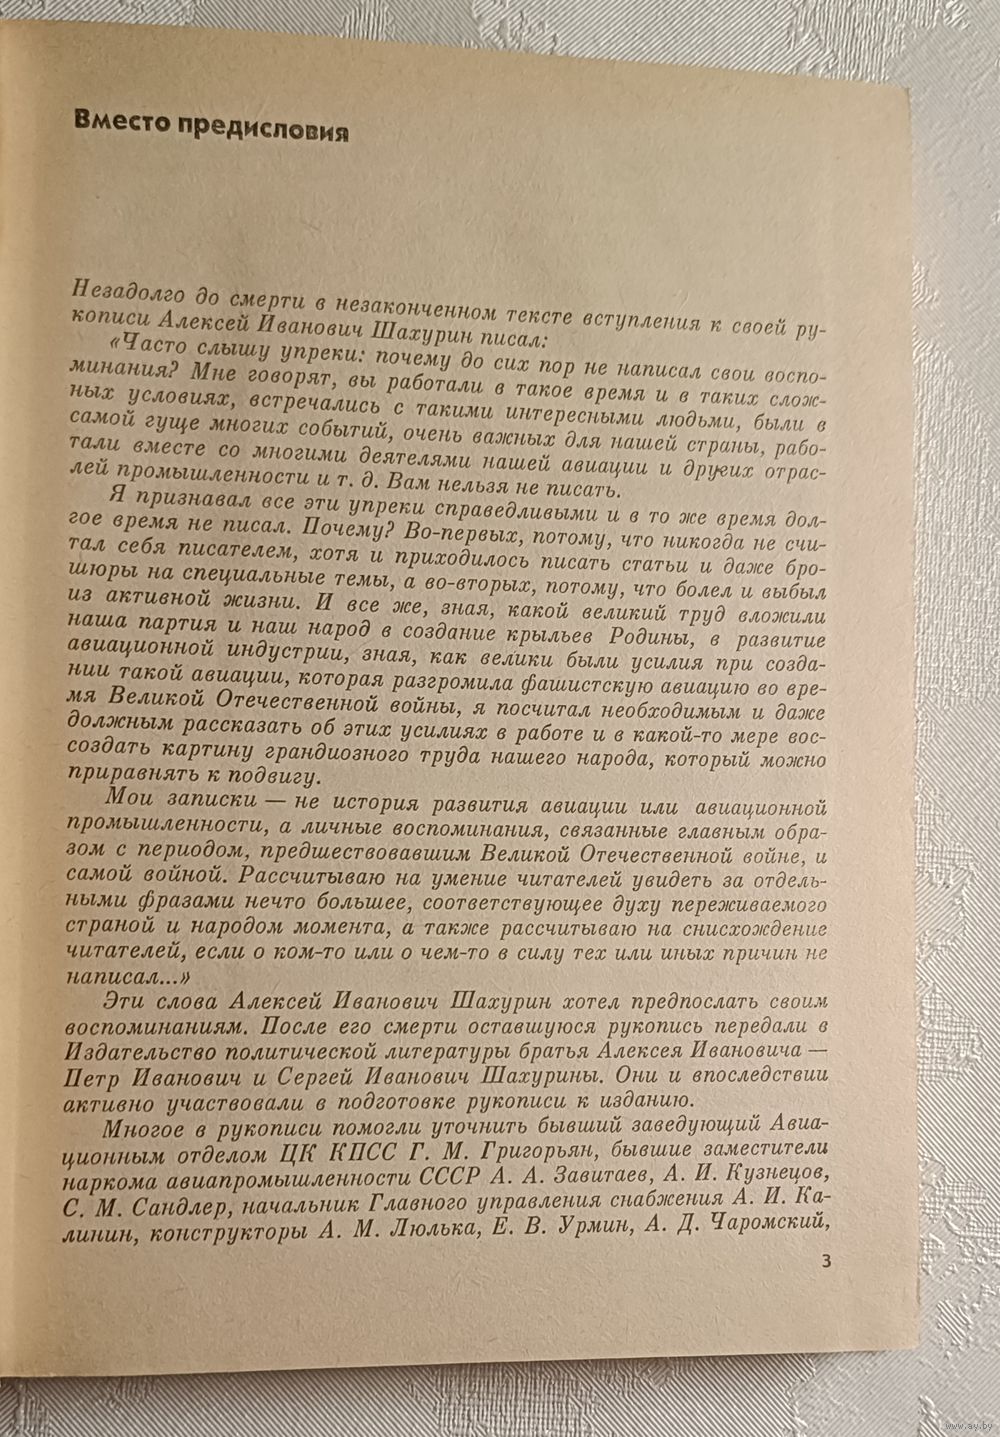 Вместо предисловия
Незадолго до смерти в незаконченном тексте вступления к своей ру-
кописи Алексей Иванович Шахурин писал:
«Часто слышу упреки: почему до сих пор не написал свои воспо-
минания? Мне говорят, вы работали в такое время и в таких слож-
ных условиях, встречались с такими интересными людьми, были в
самой гуще многих событий, очень важных для нашей страны, рабо-
тали вместе со многими деятелями нашей авиации и других отрас-
лей промышленности и т. д. Вам нельзя не писать.
Я признавал все эти упреки справедливыми и в то же время дол-
гое время не писал. Почему? Во-первых, потому, что никогда не счи-
тал себя писателем, хотя и приходилось писать статьи и даже бро-
шюры на специальные темы, а во-вторых, потому, что болел и выбыл
из активной жизни. И все же, зная, какой великий труд вложили
наша партия и наш народ в создание крыльев Родины, в развитие
авиационной индустрии, зная, как велики были усилия при созда-
нии такой авиации, которая разгромила фашистскую авиацию во вре-
мя Великой Отечественной войны, я посчитал необходимым и даже
должным рассказать об этих усилиях в работе и в какой-то мере вос-
создать картину грандиозного труда нашего народа, который можно
приравнять к подвигу.
Мои записки — не история развития авиации или авиационной
промышленности, а личные воспоминания, связанные главным обра-
зом с периодом, предшествовавшим Великой Отечественной войне, и
самой войной. Рассчитываю на умение читателей увидеть за отдель-
ными фразами нечто большее, соответствующее духу переживаемого
страной и народом момента, а также рассчитываю на снисхождение
читателей, если о ком-то или о чем-то в силу тех или иных причин не
написал...»
Эти слова Алексей Иванович Шахурин хотел предпослать своим
воспоминаниям. После его смерти оставшуюся рукопись передали в
Издательство политической литературы братья Алексея Ивановича —
Петр Иванович и Сергей Иванович Шахурины. Они и впоследствии
активно участвовали в подготовке рукописи к изданию.
Многое в рукописи помогли уточнить бывший заведующий Авиа-
ционным отделом ЦК КПСС Г. М. Григорьян, бывшие заместители
наркома авиапромышленности СССР А. А. Завитаев, А. И. Кузнецов,
С. М. Сандлер, начальник Главного управления снабжения А. И. Ка-
линин, конструкторы А. М. Люлька, Е. В. Урмин, А. Д. Чаромский,
3
www.ay.by